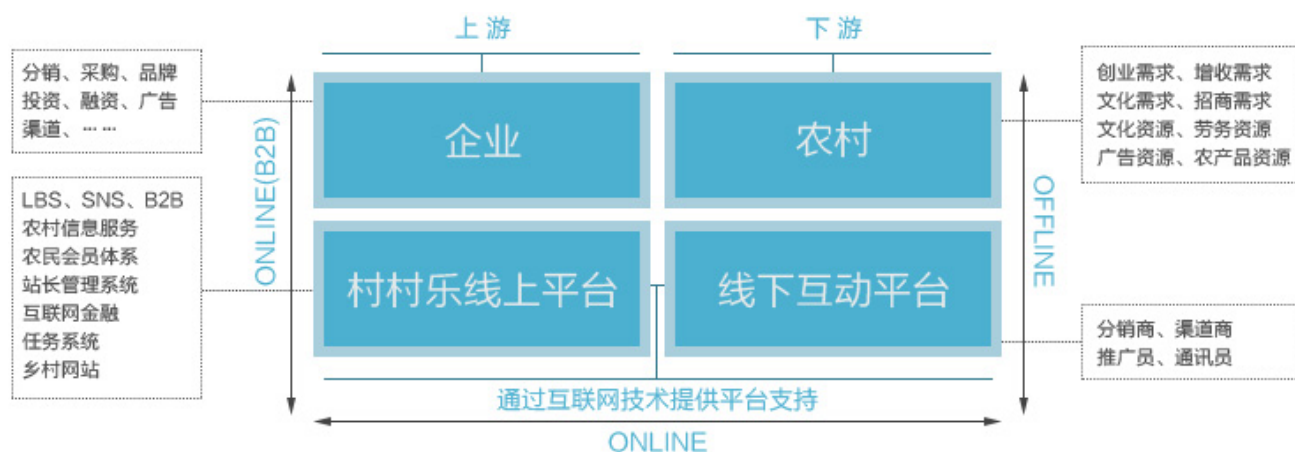 上游
下游
分销、采购、品牌
投资、融资、广告
渠道、……
企业
农村
创业需求、增收需求
文化需求、招商需求
文化资源、劳务资源
广告资源、农产品资源
ONLINE(B2B)
OFFLINE
LBS、SNS、B2B
农村信息服务
农民会员体系
站长管理系统
互联网金融
任务系统
乡村网站
村村乐线上平台
线下互动平台
分销商、渠道商
推广员、通讯员
通过互联网技术提供平台支持
ONLINE